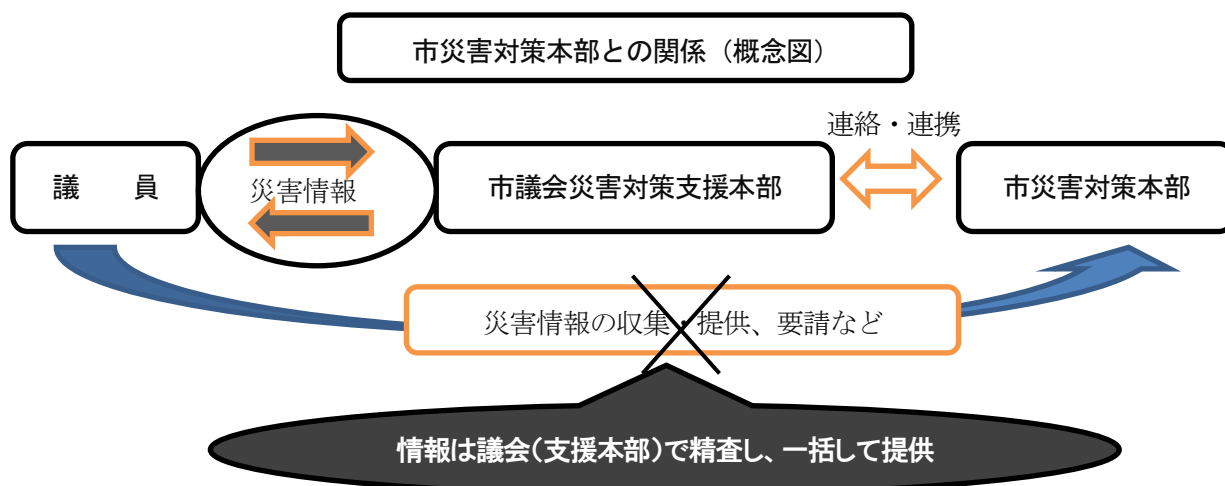 市災害対策本部との関係（概念図）
連絡・連携
議　　員
災害情報
市議会災害対策支援本部
市災害対策本部
災害情報の収集・提供、要請など
情報は議会（支援本部）で精査し、一括して提供